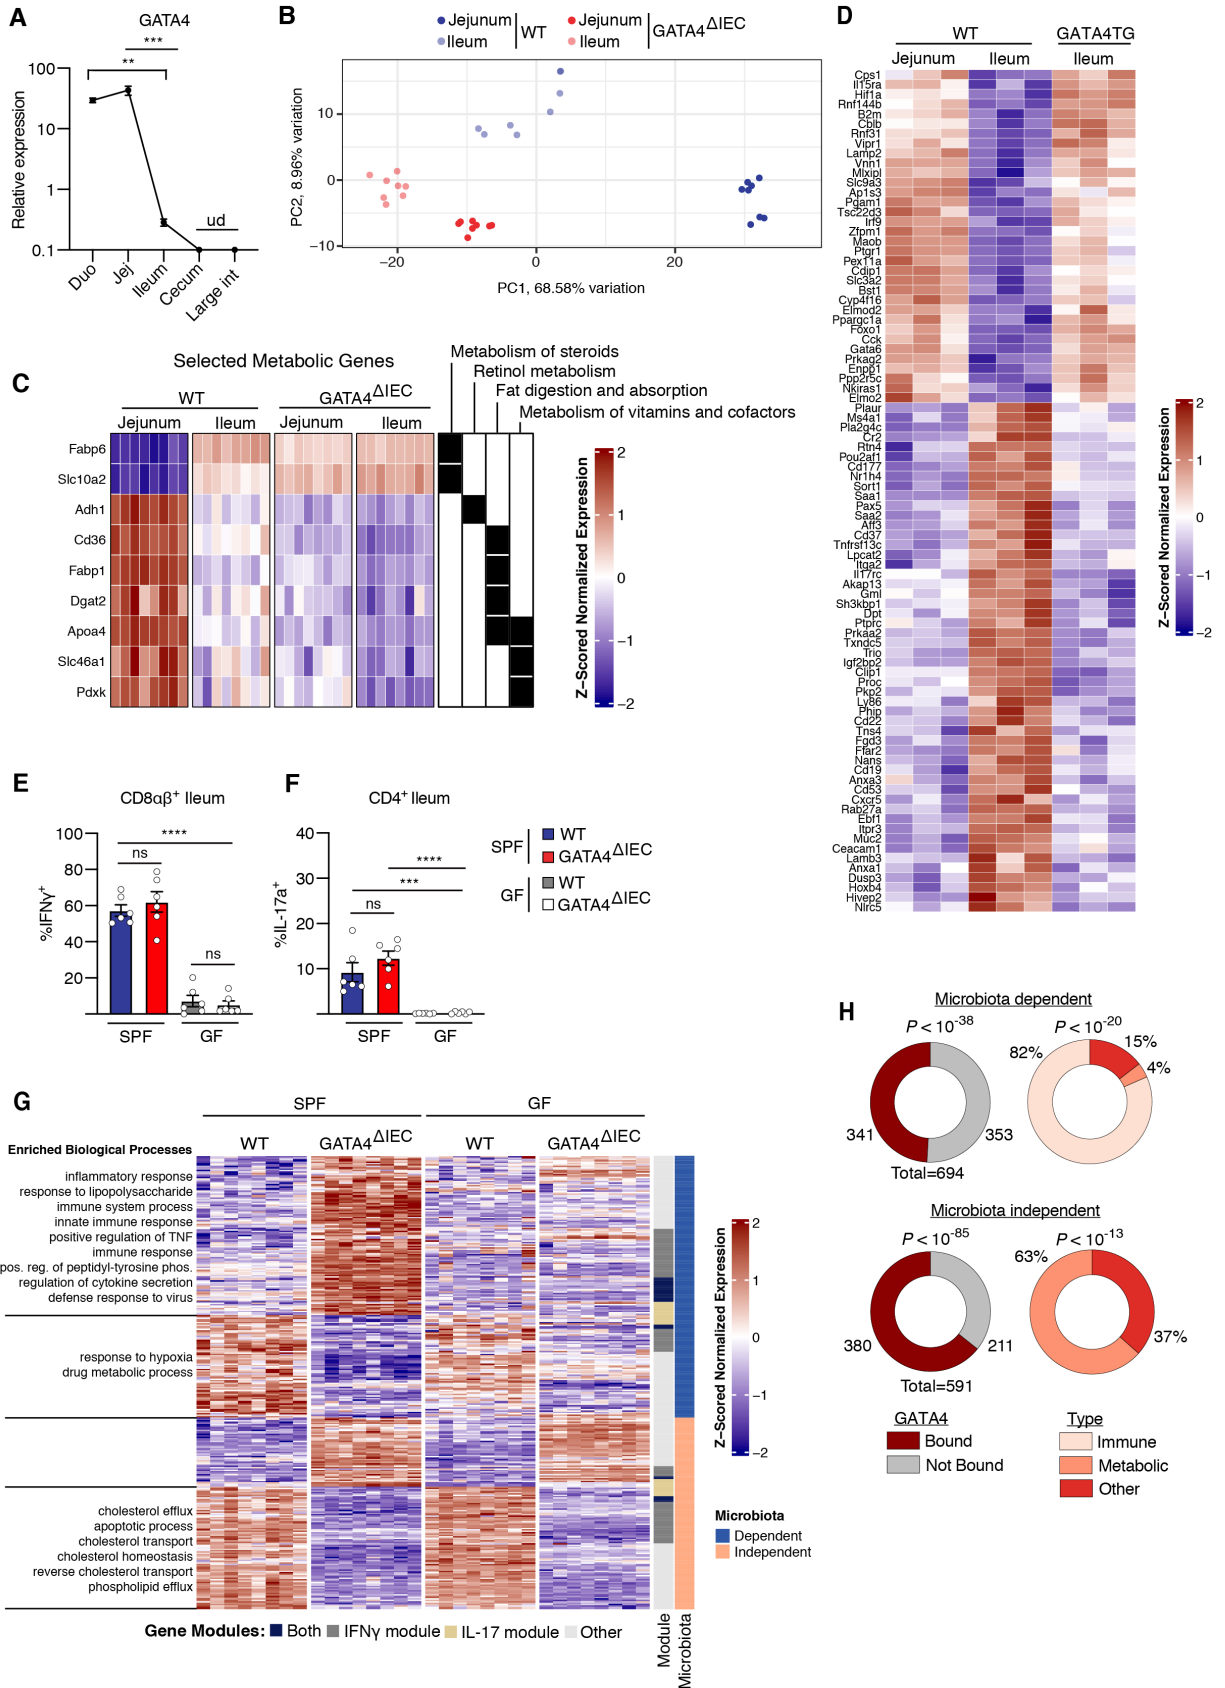 A
GATA4
***
**
100
10
1
0.1
Relative expression
ud
Duo
Jej
Ileum
Cecum
Large int
B
Jejunum
Ileum
WT
Jejunum
Ileum
GATA4ΔIEC
10
0
−10
PC2, 8.96% variation
−20
0
20
PC1, 68.58% variation
C
Selected Metabolic Genes
WT
GATA4ΔIEC
Jejunum
Ileum
Jejunum
Ileum
Metabolism of steroids
Retinol metabolism
Fat digestion and absorption
Metabolism of vitamins and cofactors
Fabp6
Slc10a2
Adh1
Cd36
Fabp1
Dgat2
Apoa4
Slc46a1
Pdxk
Z−Scored Normalized Expression
2
1
0
−1
−2
D
WT
GATA4TG
Jejunum
Ileum
Ileum
Cps1
Il15ra
Hif1a
Rnf144b
B2m
Cblb
Rnf31
Vipr1
Lamp2
Vnn1
Mlxipl
Slc9a3
Ap1s3
Pgam1
Tsc22d3
Irf9
Zfpm1
Maob
Ptgr1
Pex11a
Cdip1
Slc3a2
Bst1
Cyp4f16
Elmod2
Ppargc1a
Foxo1
Cck
Gata6
Prkag2
Enpp1
Ppp2r5c
Nkiras1
Elmo2
Plaur
Ms4a1
Pla2g4c
Cr2
Rtn4
Pou2af1
Cd177
Nr1h4
Sort1
Saa1
Pax5
Saa2
Aff3
Cd37
Tnfrsf13c
Lpcat2
Itga2
Il17rc
Akap13
Gml
Sh3kbp1
Dpt
Ptprc
Prkaa2
Txndc5
Trio
Igf2bp2
Clip1
Proc
Pkp2
Ly86
Phip
Cd22
Tns4
Fgd3
Ffar2
Nans
Cd19
Anxa3
Cd53
Cxcr5
Rab27a
Ebf1
Itpr3
Muc2
Ceacam1
Lamb3
Anxa1
Dusp3
Hoxb4
Hivep2
Nlrc5
Z−Scored Normalized Expression
2
1
0
−1
−2
E
CD8αβ+ Ileum
****
ns
ns
100
80
60
40
20
%IFNγ+
SPF
GF
F
CD4+ Ileum
****
***
ns
40
30
20
10
%IL-17a+
SPF
GF
SPF
WT
GATA4ΔIEC
GF
WT
GATA4ΔIEC
G
SPF
GF
WT
GATA4ΔIEC
WT
GATA4ΔIEC
Enriched Biological Processes
inflammatory response
response to lipopolysaccharide
immune system process
innate immune response
positive regulation of TNF
immune response
pos. reg. of peptidyl-tyrosine phos.
regulation of cytokine secretion
defense response to virus
response to hypoxia
drug metabolic process
cholesterol efflux
apoptotic process
cholesterol transport
cholesterol homeostasis
reverse cholesterol transport
phospholipid efflux
Z−Scored Normalized Expression
2
1
0
−1
−2
Microbiota
Dependent
Independent
Module
Microbiota
Gene Modules: Both IFNγ module IL-17 module Other
H
Microbiota dependent
P < 10-38
P < 10-20
341
353
Total=694
82%
15%
4%
Microbiota independent
P < 10-85
P < 10-13
380
211
Total=591
63%
37%
GATA4
Bound
Not Bound
Type
Immune
Metabolic
Other